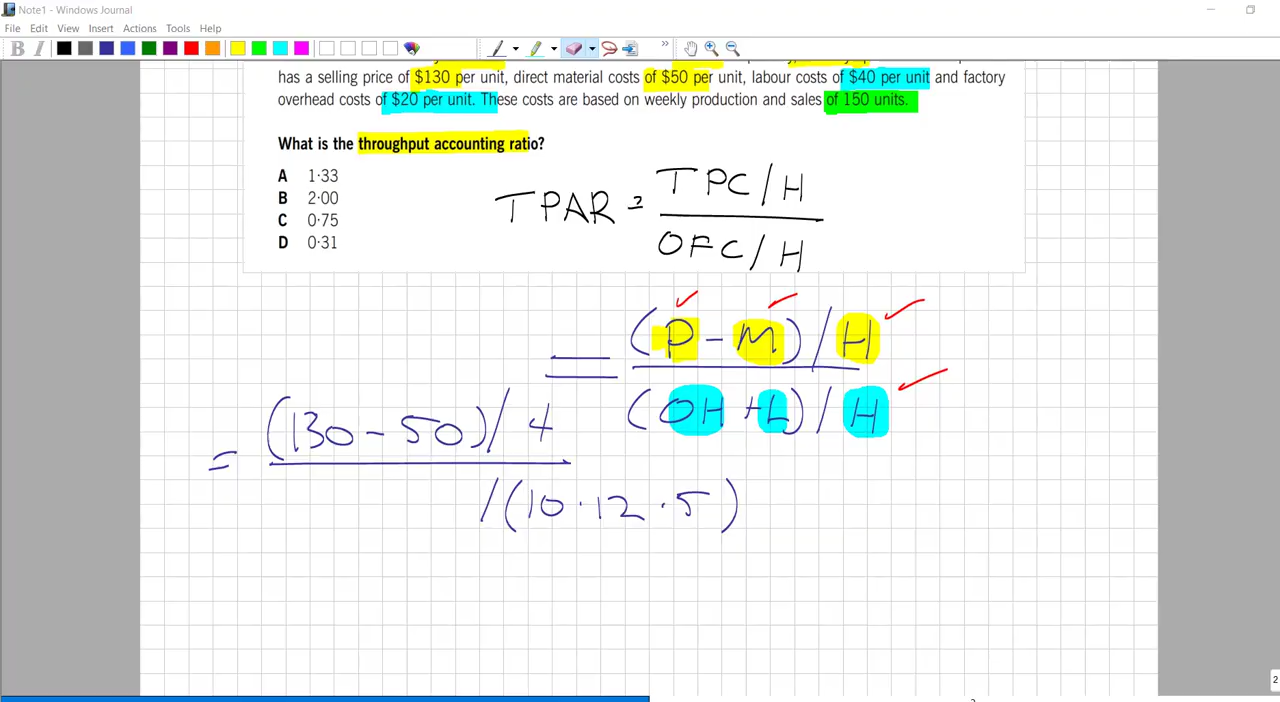 Note1 - Windows Journal
File Edit View Insert Actions Tools Help
B I
has a selling price of $130 per unit, direct material costs of $50 per unit, labour costs of $40 per unit and factory
overhead costs of $20 per unit. These costs are based on weekly production and sales of 150 units.
What is the throughput accounting ratio?
A 1·33
B 2·00
C 0·75
D 0·31
TPAR = TPC/H
OFC/H
= (P - M)/H
(OH + L)/H
= (130 - 50)/4
/(10 · 12 · 5)
2